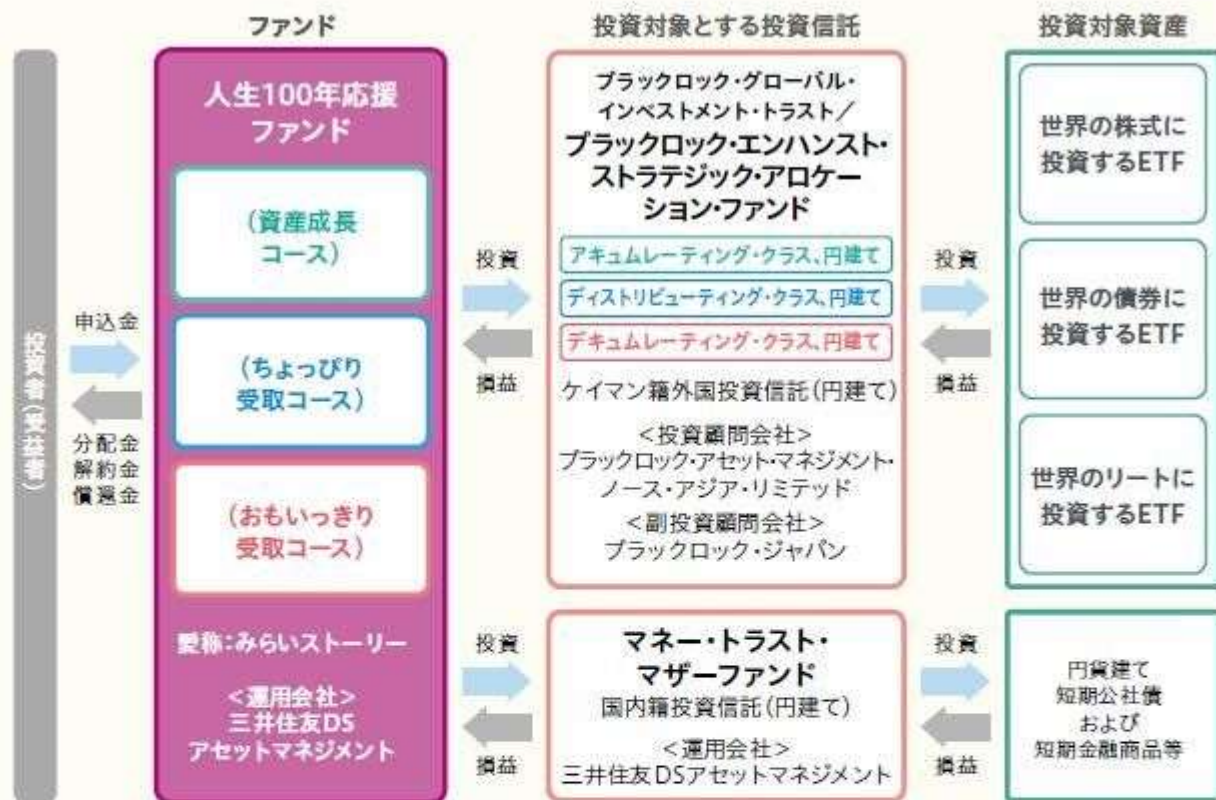 ファンド
投資対象とする投資信託
投資対象資産
投資者(受益者)
申込金
分配金
解約金
償還金
人生100年応援
ファンド
(資産成長
コース)
(ちょっぴり
受取コース)
(おもいっきり
受取コース)
愛称:みらいストーリー
<運用会社>
三井住友DS
アセットマネジメント
投資
損益
ブラックロック・グローバル・
インベストメント・トラスト/
ブラックロック・エンハンスト・
ストラテジック・アロケー
ション・ファンド
アキュムレーティング・クラス、円建て
ディストリビューティング・クラス、円建て
デキュムレーティング・クラス、円建て
ケイマン籍外国投資信託(円建て)
<投資顧問会社>
ブラックロック・アセット・マネジメント・
ノース・アジア・リミテッド
<副投資顧問会社>
ブラックロック・ジャパン
投資
損益
世界の株式に
投資するETF
世界の債券に
投資するETF
世界のリートに
投資するETF
投資
損益
マネー・トラスト・
マザーファンド
国内籍投資信託(円建て)
<運用会社>
三井住友DSアセットマネジメント
投資
損益
円貨建て
短期公社債
および
短期金融商品等